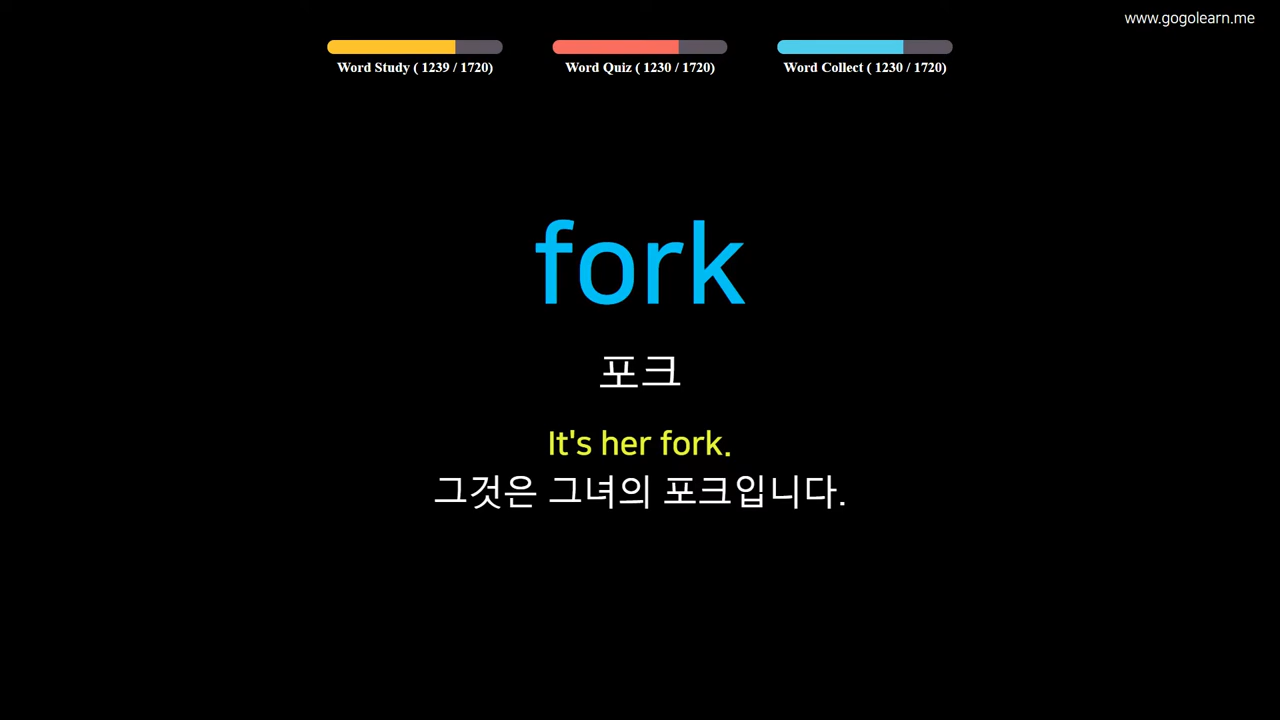 www.gogolearn.me
Word Study ( 1239 / 1720) Word Quiz ( 1230 / 1720) Word Collect ( 1230 / 1720)
fork
포크
It's her fork.
그것은 그녀의 포크입니다.